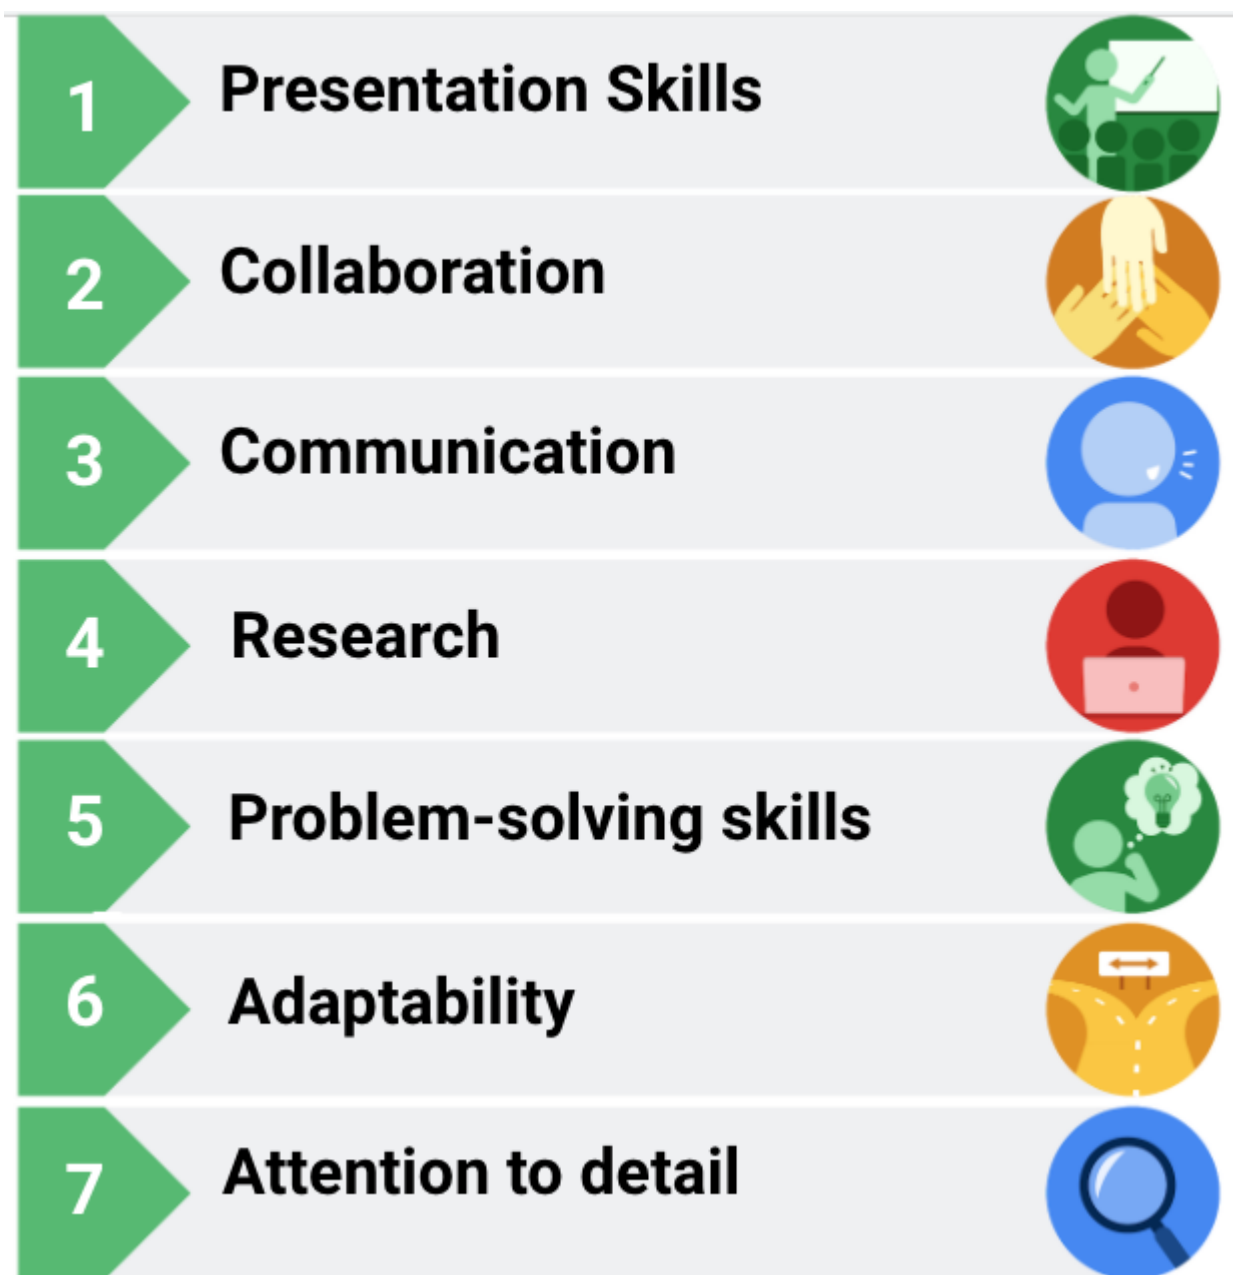 1
Presentation Skills
2
Collaboration
3
Communication
4
Research
5
Problem-solving skills
6
Adaptability
7
Attention to detail